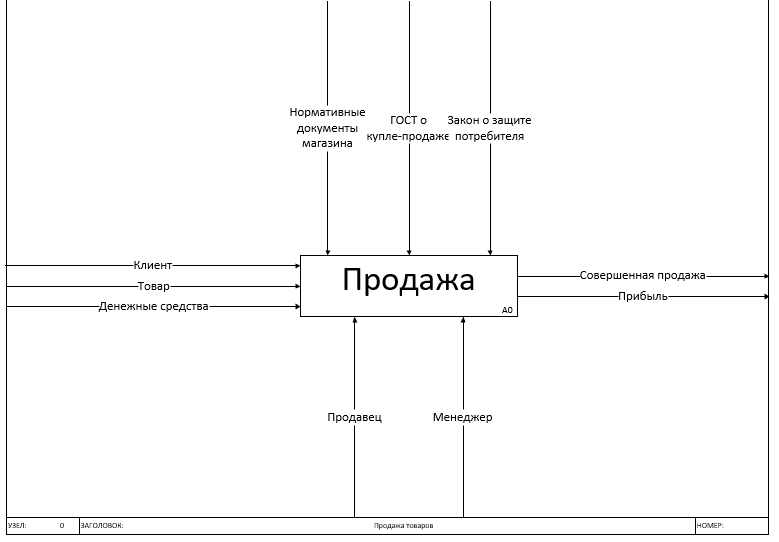 Нормативные
документы
магазина
ГОСТ о
купле-продаже
Закон о защите
потребителя
Клиент
Товар
Денежные средства
Продажа
A0
Совершенная продажа
Прибыль
Продавец
Менеджер
УЗЕЛ: 0 ЗАГОЛОВОК: Продажа товаров НОМЕР: